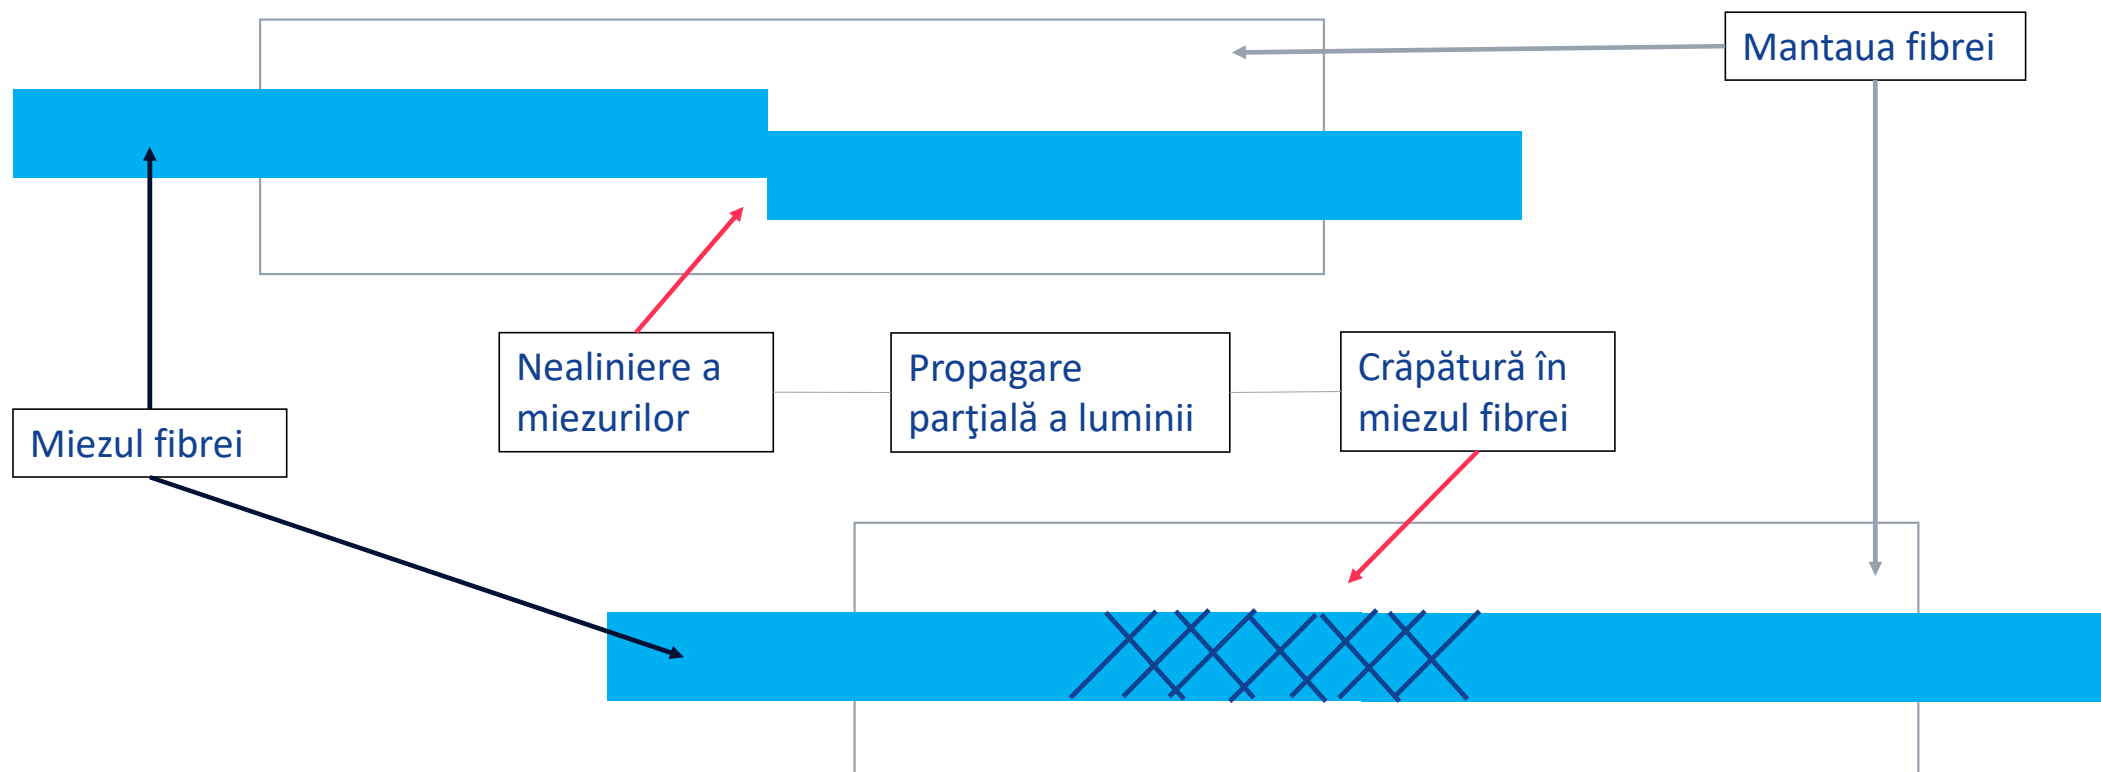 Mantaua fibrei
Nealiniere a
miezurilor
Propagare
parţială a luminii
Crăpătură în
miezul fibrei
Miezul fibrei